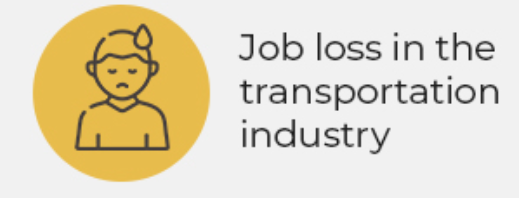 Job loss in the
transportation
industry